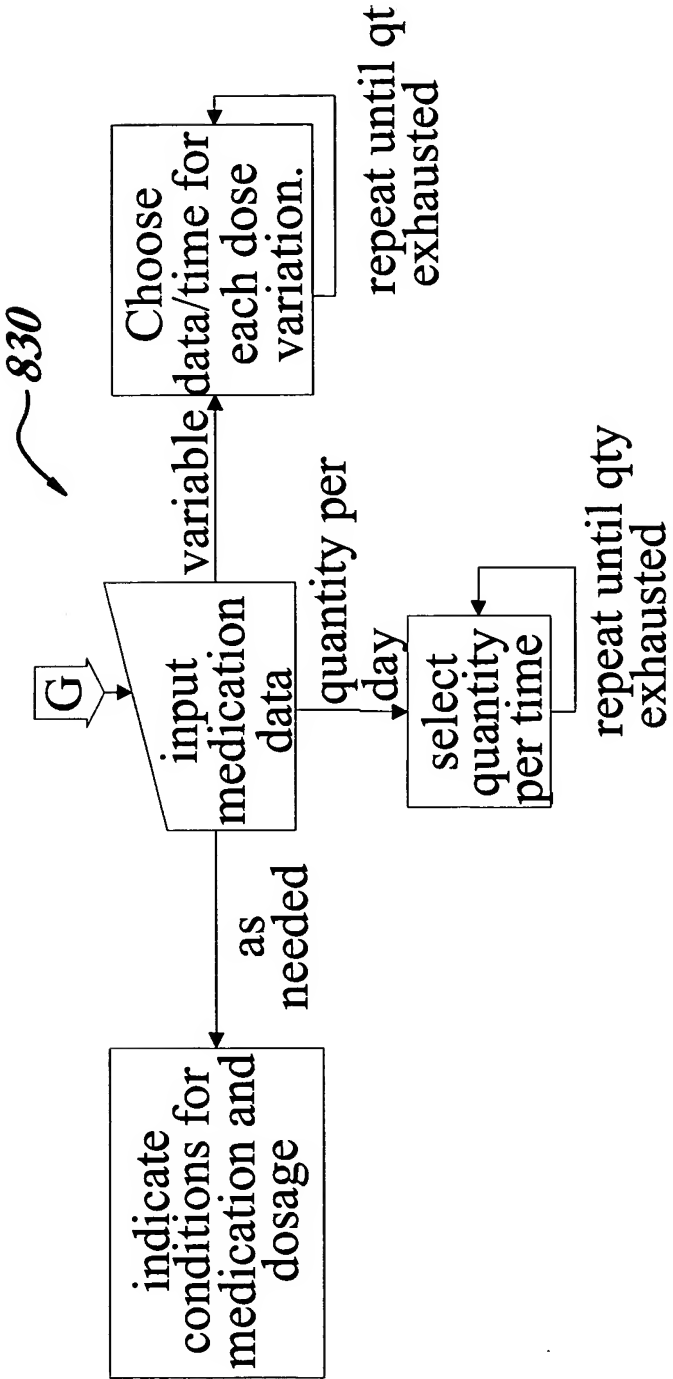 830
G
input
medication
data
as
needed
indicate
conditions for
medication and
dosage
quantity per
day
select
quantity
per time
repeat until qty
exhausted
variable
Choose
data/time for
each dose
variation.
repeat until qt
exhausted